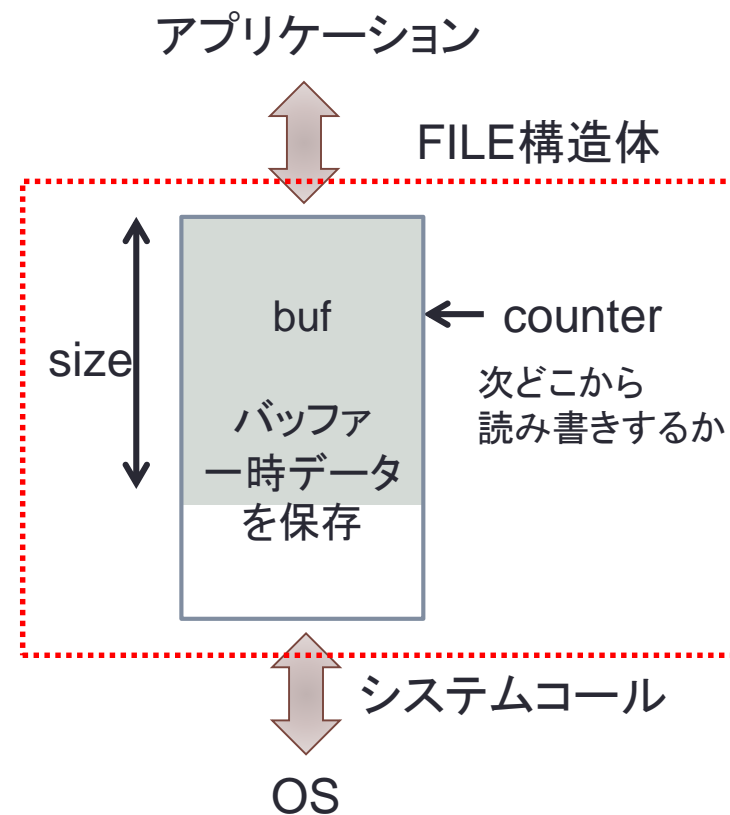 アプリケーション
FILE構造体
buf
counter
size
次どこから
読み書きするか
バッファ
一時データ
を保存
システムコール
OS